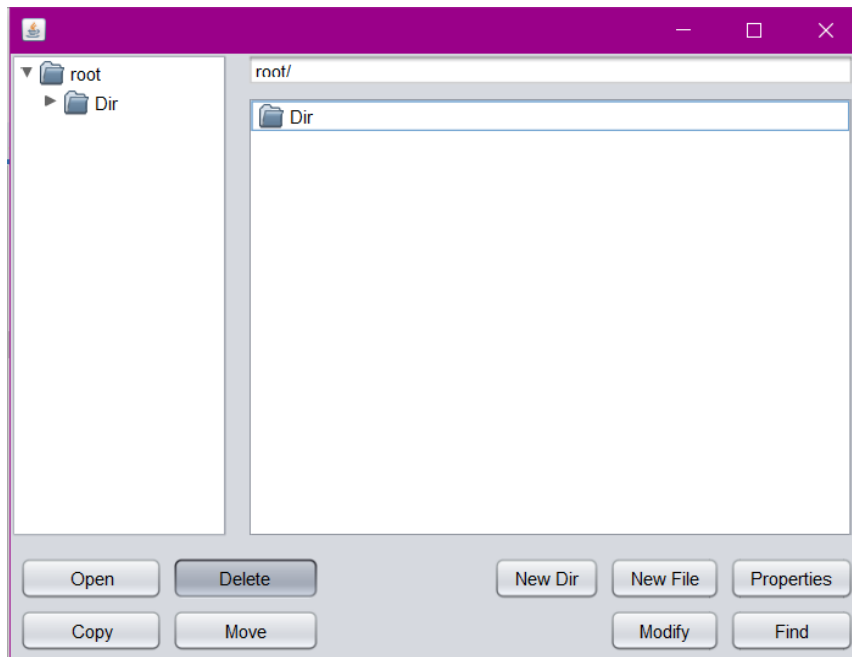 root
Dir
root/
Dir
Open
Delete
New Dir
New File
Properties
Copy
Move
Modify
Find